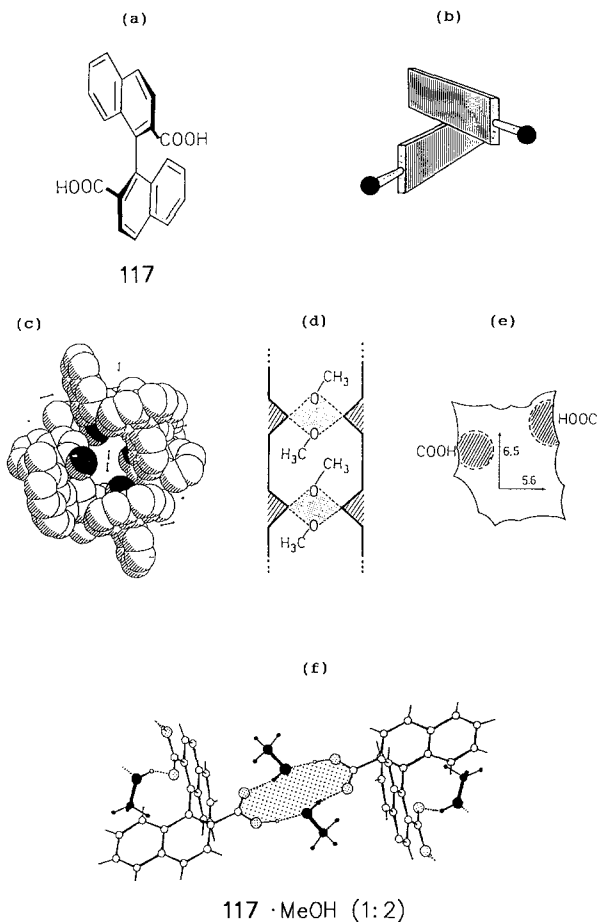 (a)
(b)
COOH
HOOC
117
(c)
(d)
(e)
CH₃
O
O
H₃C
CH₃
O
O
H₃C
HOOC
COOH
6.5
5.6
(f)
117 · MeOH (1:2)